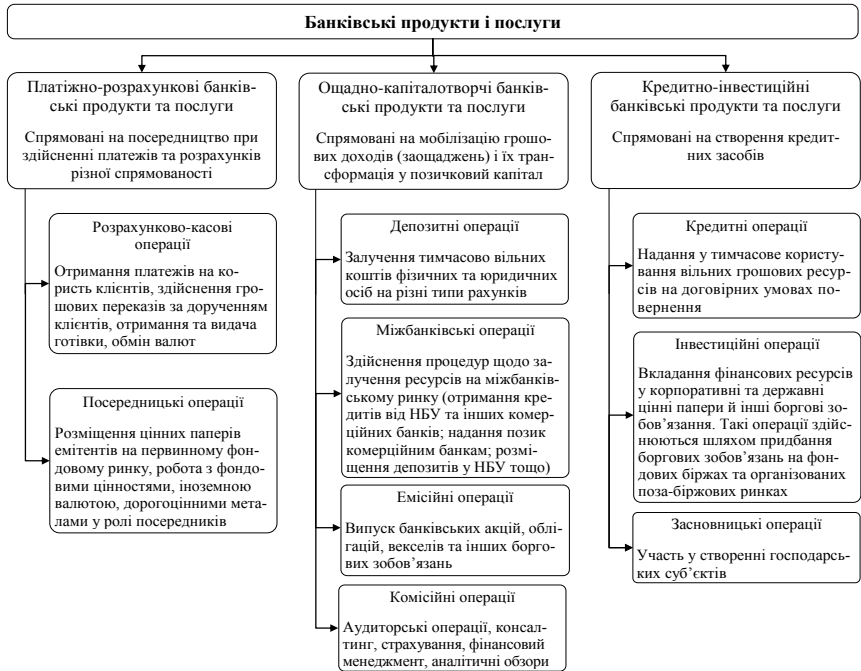 Банківські продукти і послуги
Платіжно-розрахункові банків-
ські продукти та послуги
Спрямовані на посередництво при
здійсненні платежів та розрахунків
різної спрямованості
Розрахунково-касові
операції
Отримання платежів на ко-
ристь клієнтів, здійснення гро-
шових переказів за дорученням
клієнтів, отримання та видача
готівки, обмін валют
Посередницькі операції
Розміщення цінних паперів
емітентів на первинному фон-
довому ринку, робота з фондо-
вими цінностями, іноземною
валютою, дорогоцінними мета-
лами у ролі посередників
Ощадно-капіталотворчі банків-
ські продукти та послуги
Спрямовані на мобілізацію грошо-
вих доходів (заощаджень) і їх тран-
сформація у позичковий капітал
Депозитні операції
Залучення тимчасово вільних
коштів фізичних та юридичних
осіб на різні типи рахунків
Міжбанківські операції
Здійснення процедур щодо за-
лучення ресурсів на міжбанків-
ському ринку (отримання кре-
дитів від НБУ та інших комер-
ційних банків; надання позик
комерційним банкам; розмі-
щення депозитів у НБУ тощо)
Емісійні операції
Випуск банківських акцій, облі-
гацій, векселів та інших борго-
вих зобов’язань
Комісійні операції
Аудиторські операції, консал-
тинг, страхування, фінансовий
менеджмент, аналітичні обзори
Кредитно-інвестиційні
банківські продукти та послуги
Спрямовані на створення кредит-
них засобів
Кредитні операції
Надання у тимчасове користу-
вання вільних грошових ресур-
сів на договірних умовах по-
вернення
Інвестиційні операції
Вкладання фінансових ресурсів
у корпоративні та державні
цінні папери й інші боргові зо-
бов’язання. Такі операції здійс-
нюються шляхом придбання
боргових зобов’язань на фон-
дових біржах та організованих
поза-біржових ринках
Засновницькі операції
Участь у створенні господарсь-
ких суб’єктів